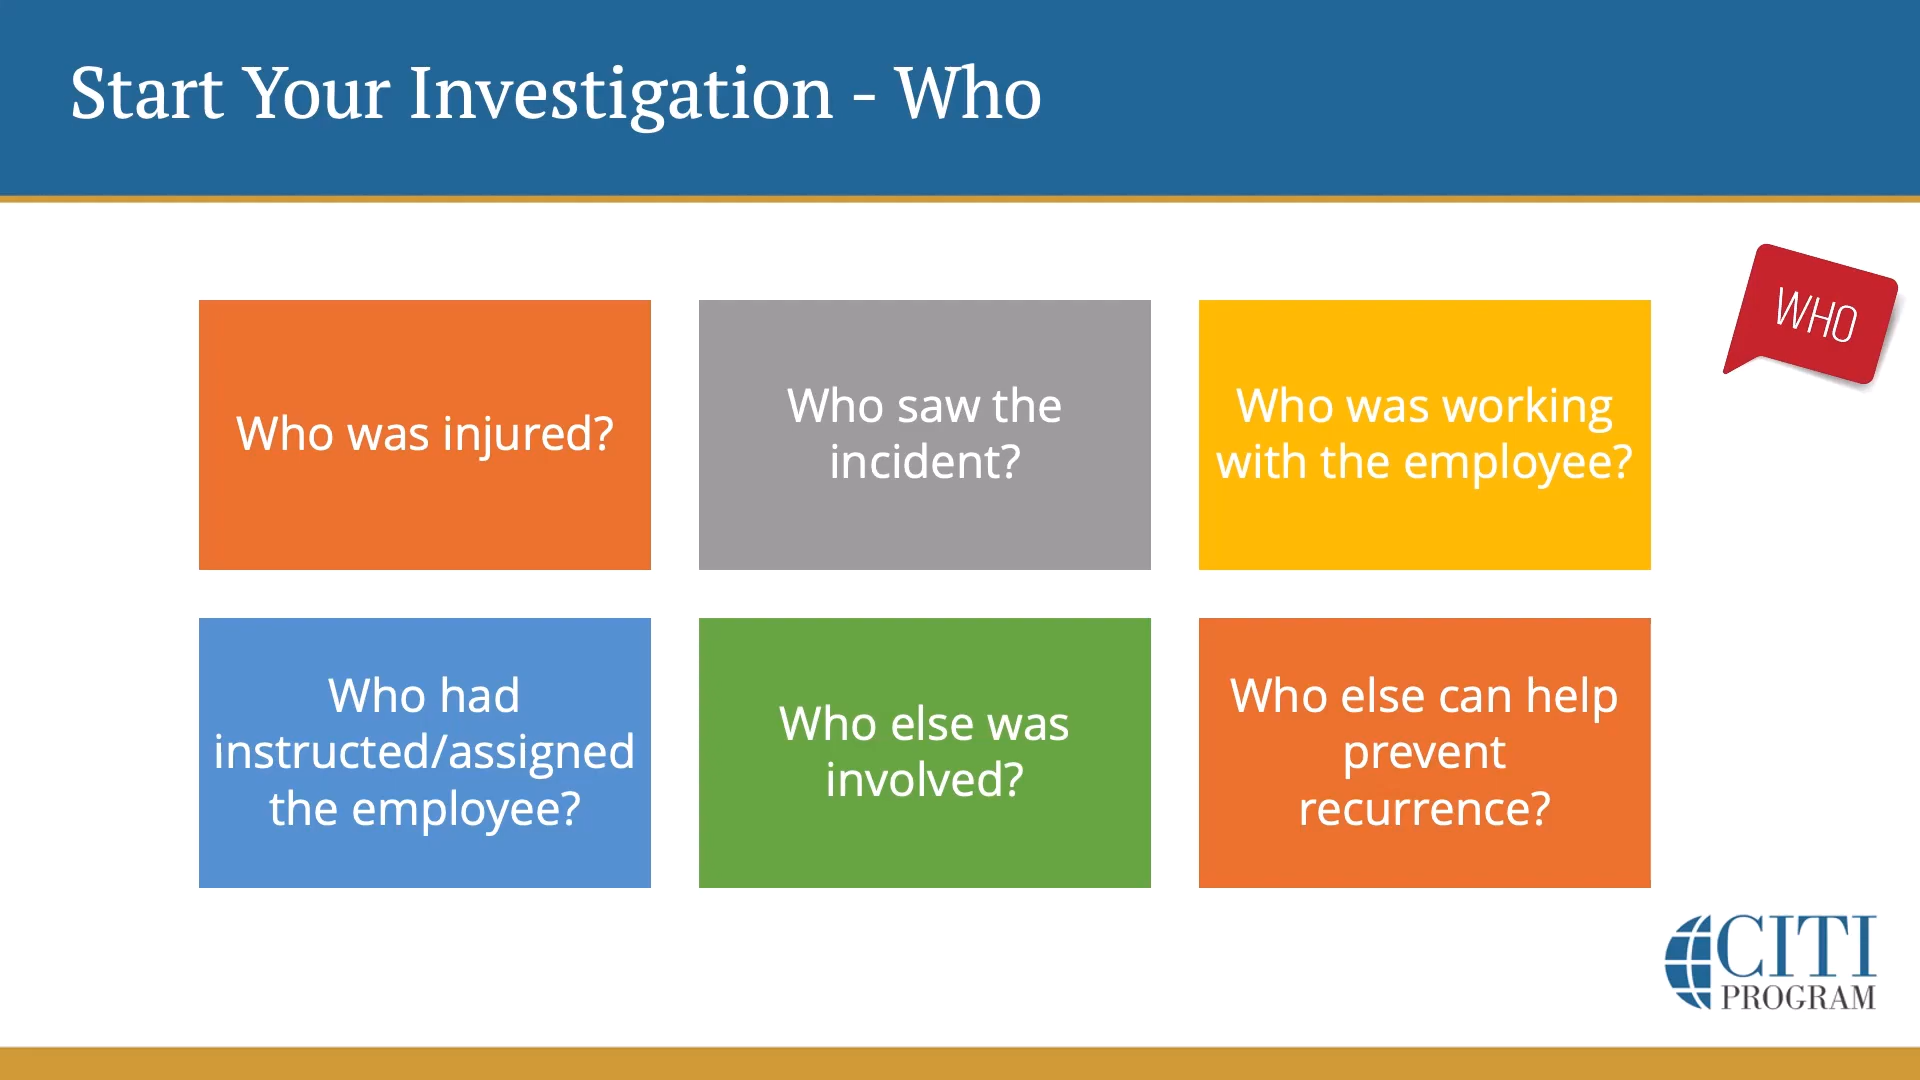 Start Your Investigation - Who
WHO
Who was injured?
Who saw the
incident?
Who was working
with the employee?
Who had
instructed/assigned
the employee?
Who else was
involved?
Who else can help
prevent
recurrence?
CITI
PROGRAM